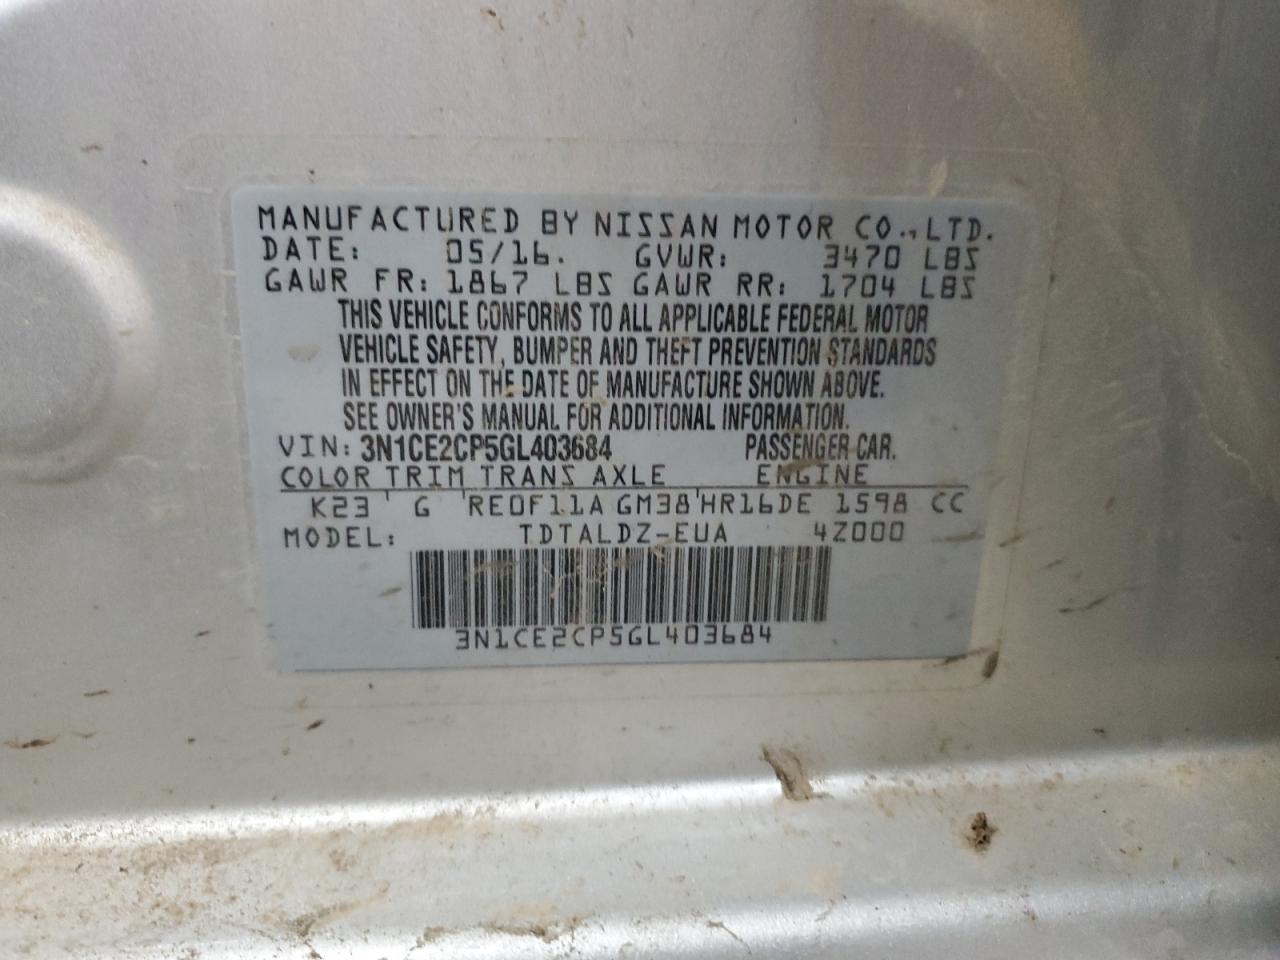 MANUFACTURED BY NISSAN MOTOR CO., LTD.
DATE: 05/16. GVWR: 3470 LBS
GAWR FR: 1867 LBS GAWR RR: 1704 LBS
THIS VEHICLE CONFORMS TO ALL APPLICABLE FEDERAL MOTOR
VEHICLE SAFETY, BUMPER AND THEFT PREVENTION STANDARDS
IN EFFECT ON THE DATE OF MANUFACTURE SHOWN ABOVE.
SEE OWNER'S MANUAL FOR ADDITIONAL INFORMATION.
VIN: 3N1CE2CP5GL403684 PASSENGER CAR.
COLOR TRIM TRANS AXLE ENGINE
K23 ' G 'RE0F11A GM38'HR16DE 1598 CC
MODEL: TDTALDZ-EUA 4Z000
3N1CE2CP5GL403684